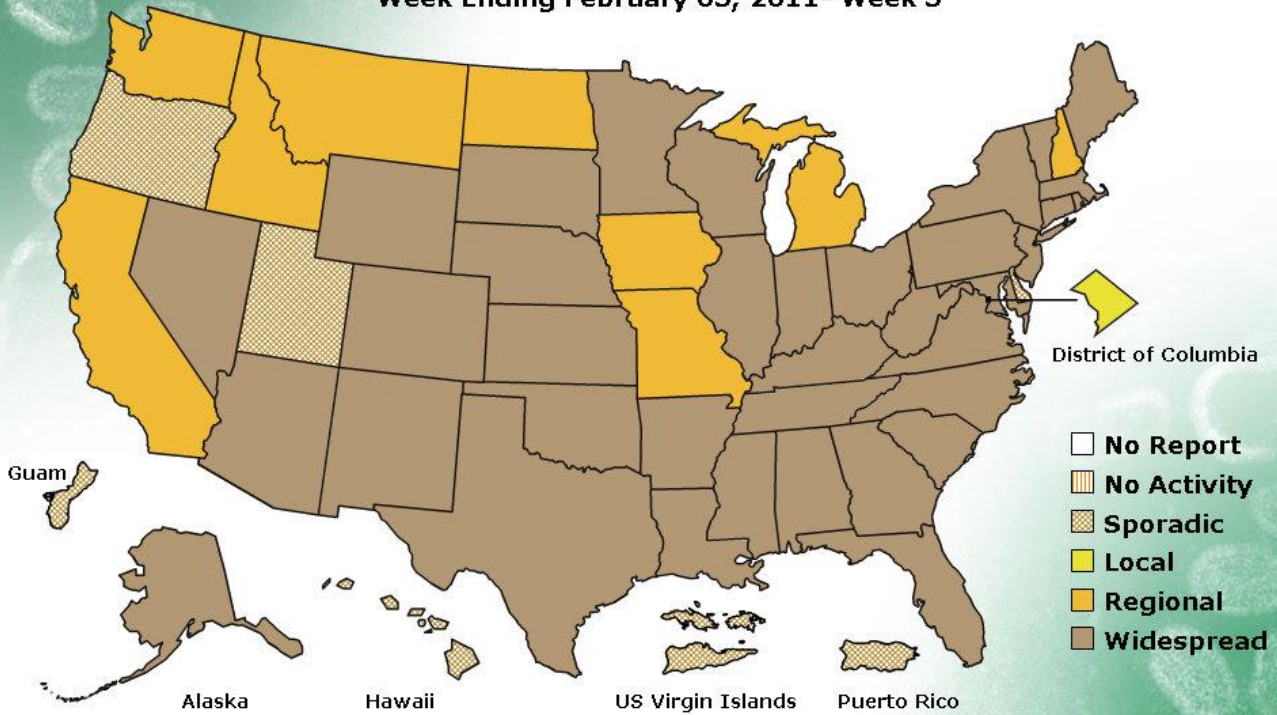 Week Ending February 05, 2011- Week 5
District of Columbia
No Report
Guam
No Activity
Sporadic
Local
Regional
Widespread
Alaska
Hawaii
US Virgin Islands
Puerto Rico